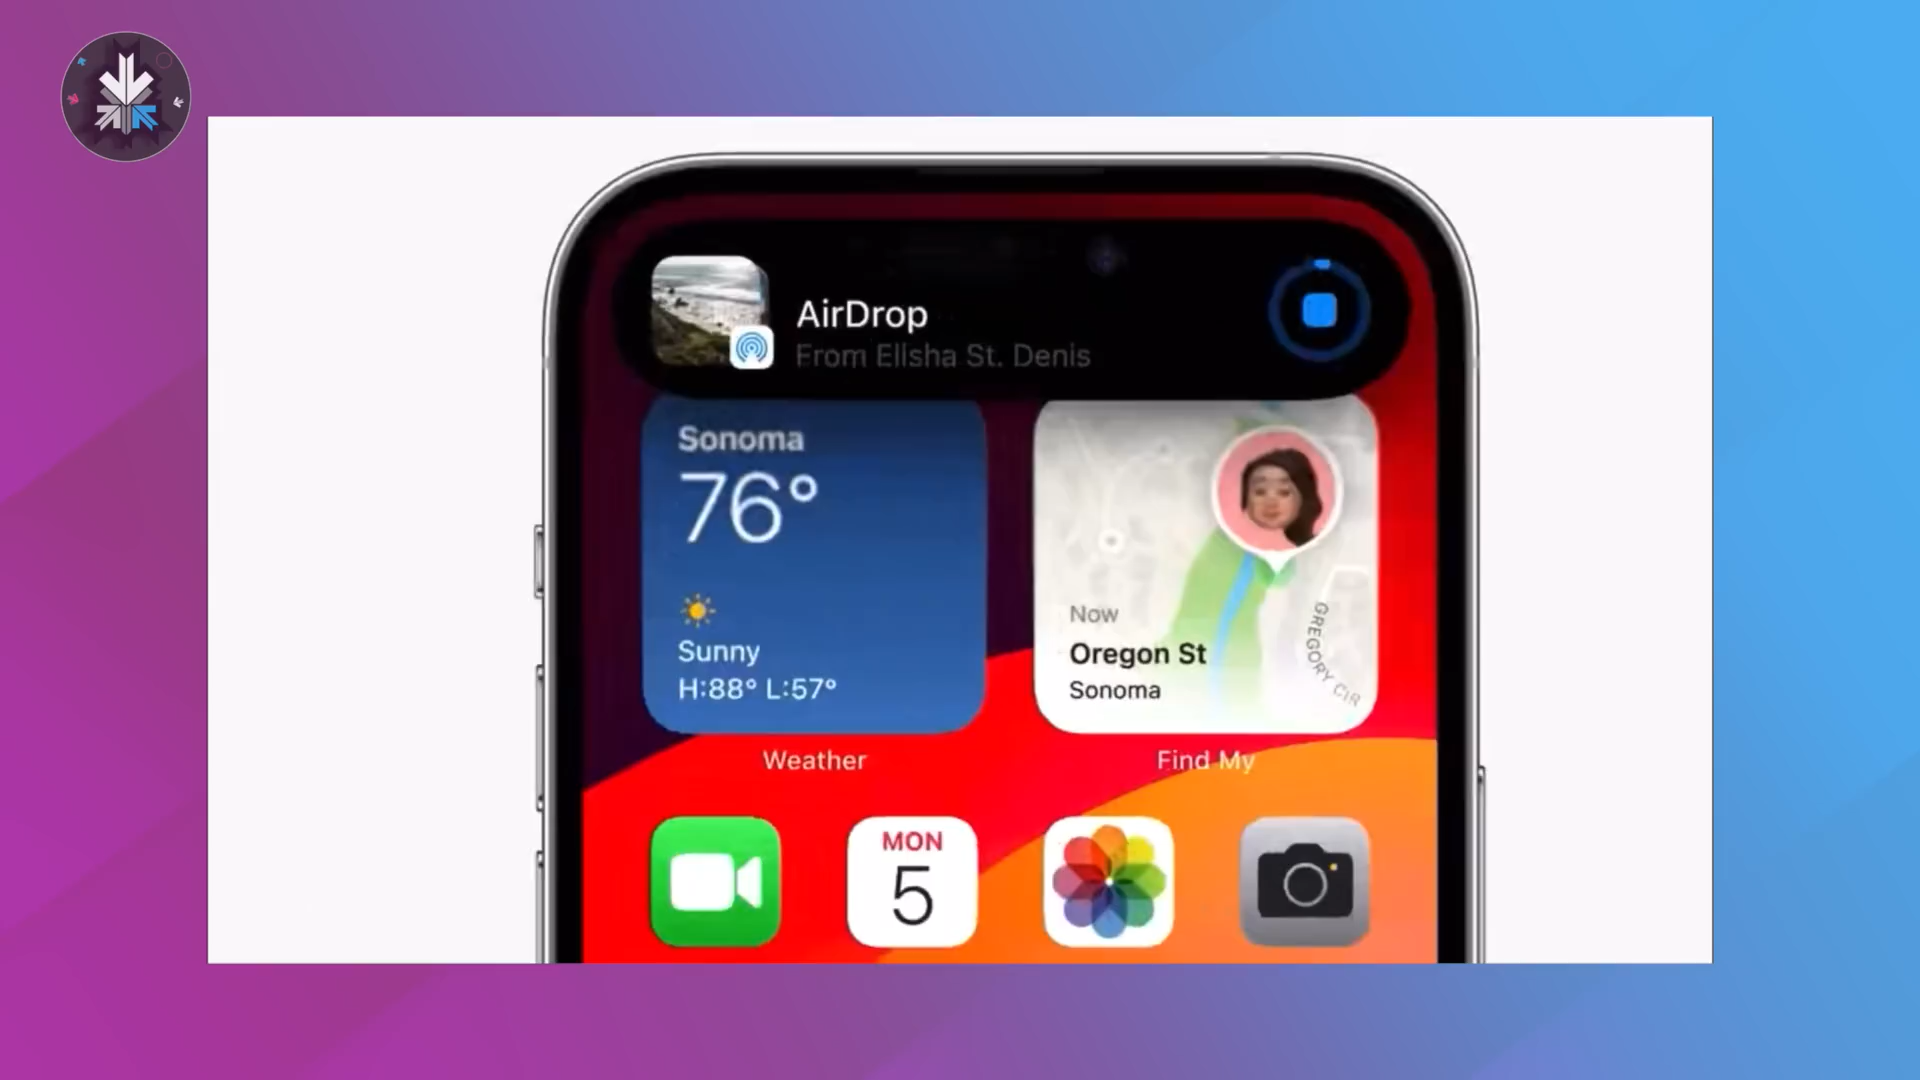 AirDrop
From Elisha St. Denis
Sonoma
76°
Sunny
H:88° L:57°
Weather
Now
Oregon St
Sonoma
GREGORY CIR
Find My
MON
5